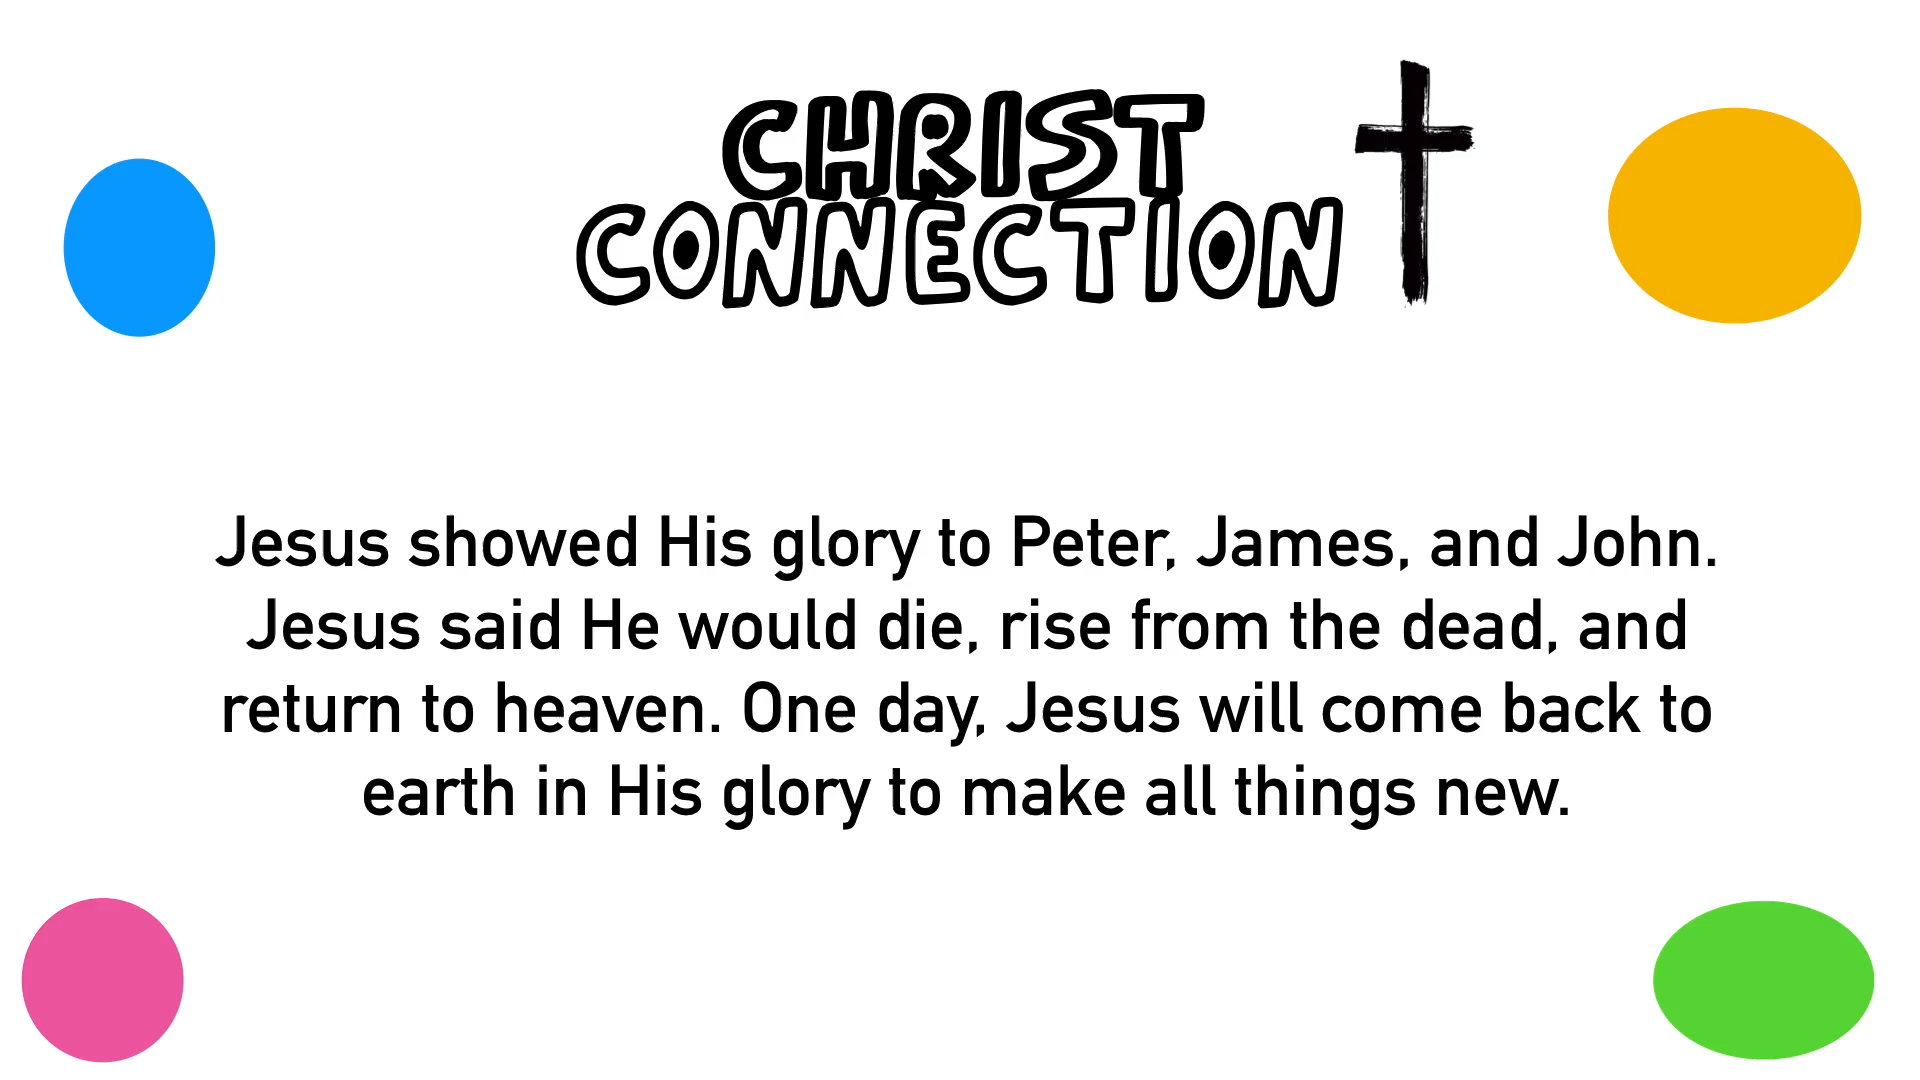 CHRIST
CONNECTION
Jesus showed His glory to Peter, James, and John.
Jesus said He would die, rise from the dead, and
return to heaven. One day, Jesus will come back to
earth in His glory to make all things new.